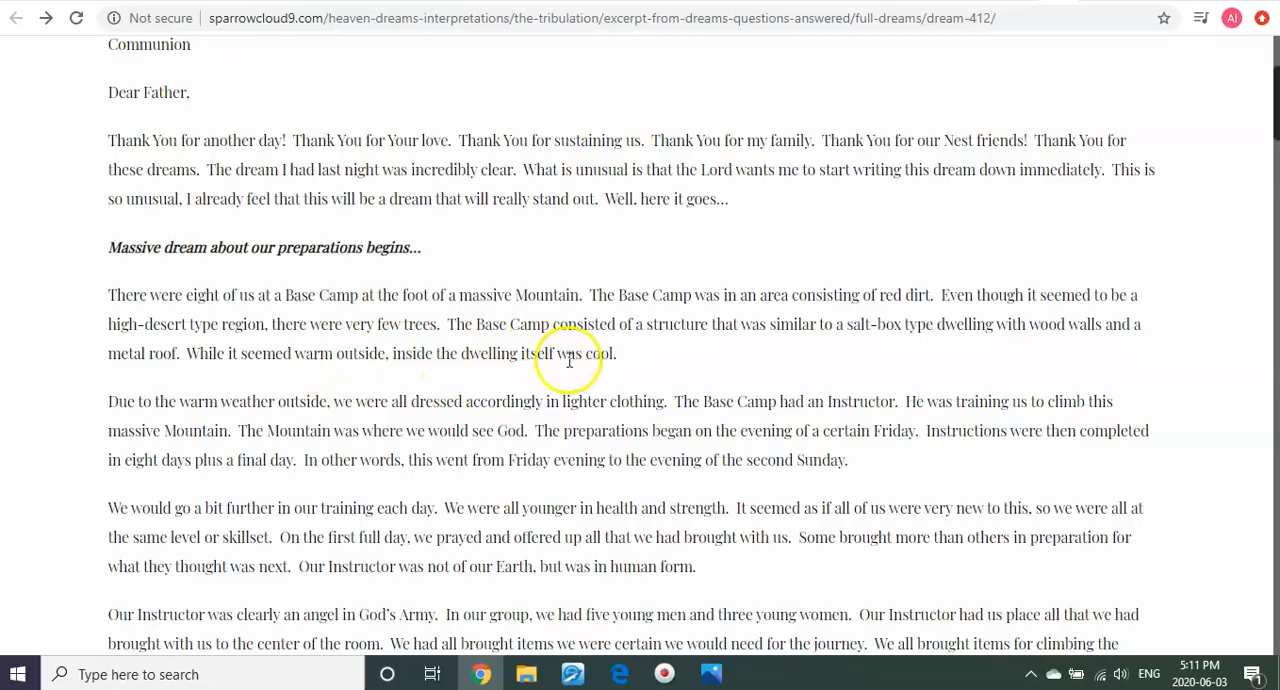 Not secure
sparrowcloud9.com/heaven-dreams-interpretations/the-tribulation/excerpt-from-dreams-questions-answered/full-dreams/dream-412/
AI
Communion
Dear Father,
Thank You for another day!  Thank You for Your love.  Thank You for sustaining us.  Thank You for my family.  Thank You for our Nest friends!  Thank You for
these dreams.  The dream I had last night was incredibly clear.  What is unusual is that the Lord wants me to start writing this dream down immediately.  This is
so unusual, I already feel that this will be a dream that will really stand out.  Well, here it goes…
Massive dream about our preparations begins…
There were eight of us at a Base Camp at the foot of a massive Mountain.  The Base Camp was in an area consisting of red dirt.  Even though it seemed to be a
high-desert type region, there were very few trees.  The Base Camp consisted of a structure that was similar to a salt-box type dwelling with wood walls and a
metal roof.  While it seemed warm outside, inside the dwelling itself was cool.
Due to the warm weather outside, we were all dressed accordingly in lighter clothing.  The Base Camp had an Instructor.  He was training us to climb this
massive Mountain.  The Mountain was where we would see God.  The preparations began on the evening of a certain Friday.  Instructions were then completed
in eight days plus a final day.  In other words, this went from Friday evening to the evening of the second Sunday.
We would go a bit further in our training each day.  We were all younger in health and strength.  It seemed as if all of us were very new to this, so we were all at
the same level or skillset.  On the first full day, we prayed and offered up all that we had brought with us.  Some brought more than others in preparation for
what they thought was next.  Our Instructor was not of our Earth, but was in human form.
Our Instructor was clearly an angel in God's Army.  In our group, we had five young men and three young women.  Our Instructor had us place all that we had
brought with us to the center of the room.  We had all brought items we were certain we would need for the journey.  We all brought items for climbing the
Type here to search
ENG
5:11 PM
2020-06-03
1